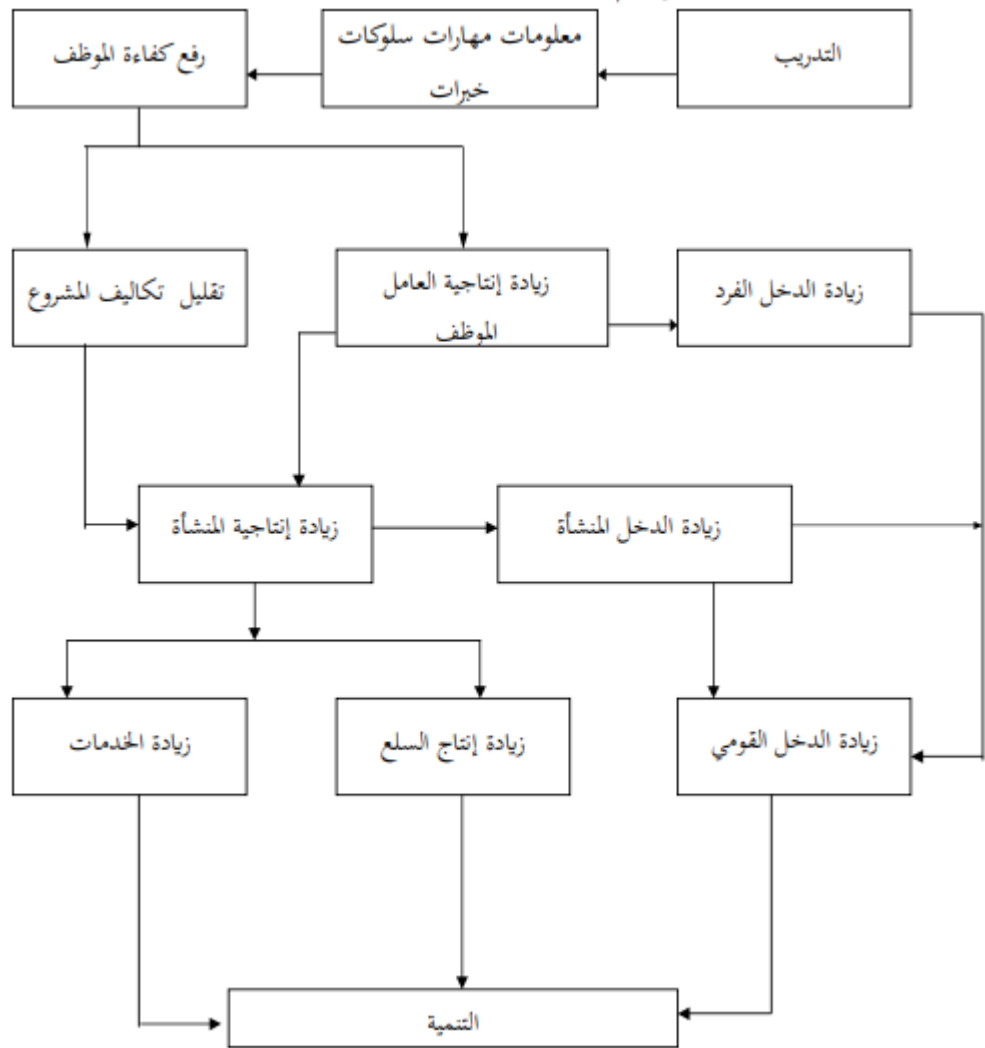 التدريب
معلومات مهارات سلوكات
خبرات
رفع كفاءة الموظف
زيادة الدخل الفرد
زيادة إنتاجية العامل
الموظف
تقليل تكاليف المشروع
زيادة الدخل المنشأة
زيادة إنتاجية المنشأة
زيادة الدخل القومي
زيادة إنتاج السلع
زيادة الخدمات
التنمية